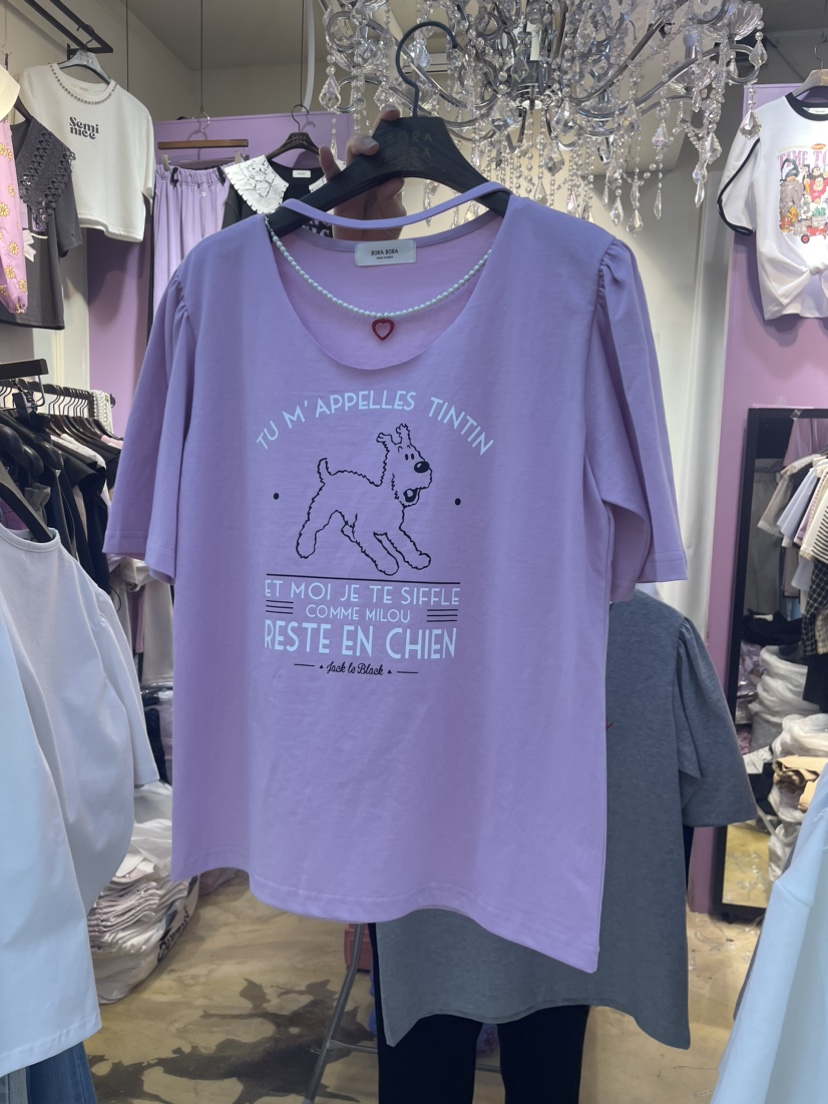 Semi
nice
BORA BORA
TU M'APPELLES TINTIN
ET MOI JE TE SIFFLE
COMME MILOU
RESTE EN CHIEN
Jack le Black